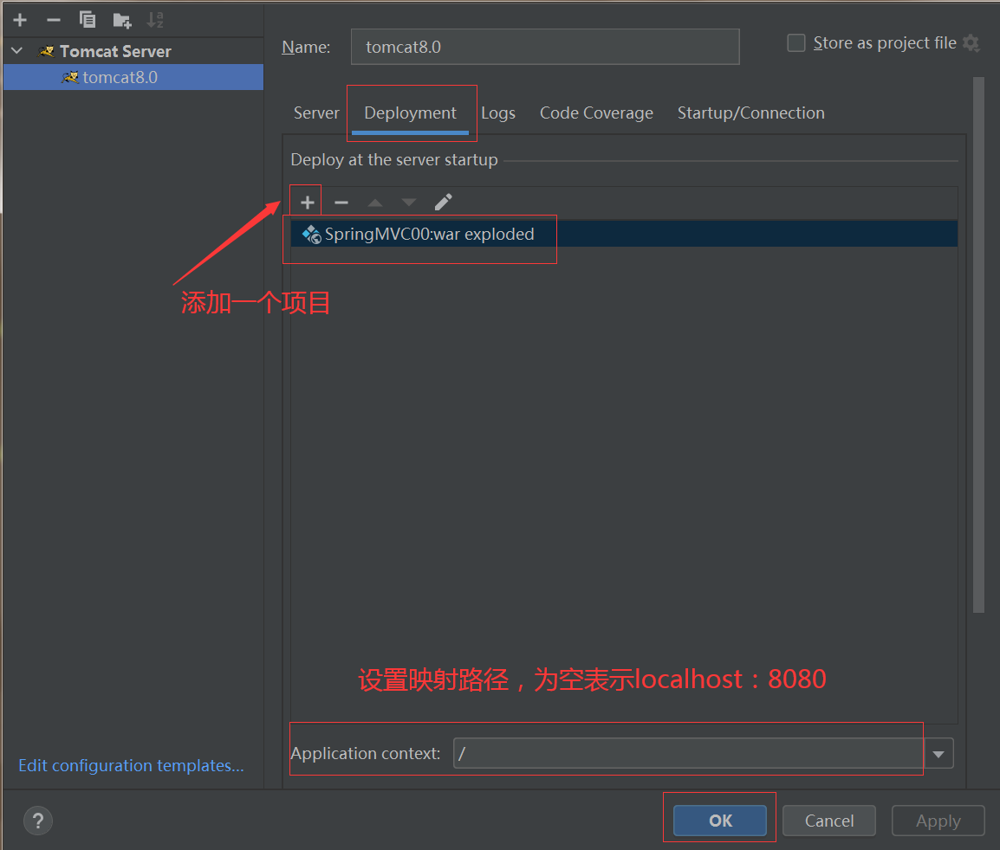 Tomcat Server
tomcat8.0
Name:
tomcat8.0
Store as project file
Server
Deployment
Logs
Code Coverage
Startup/Connection
Deploy at the server startup
SpringMVC00:war exploded
添加一个项目
设置映射路径，为空表示localhost：8080
Application context:
/
Edit configuration templates...
?
OK
Cancel
Apply